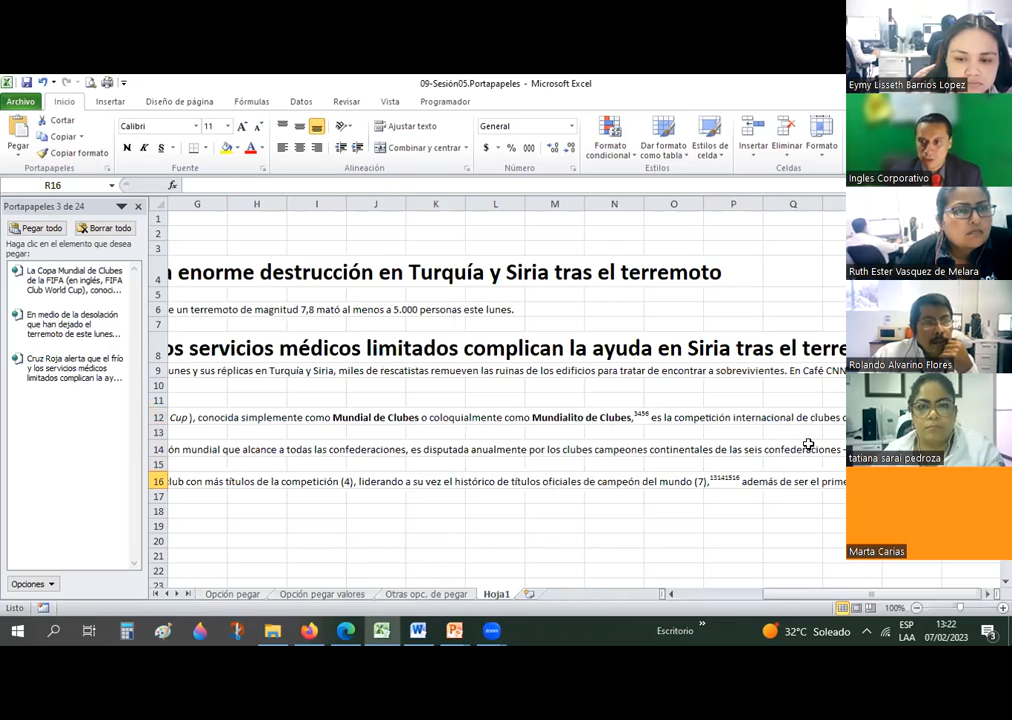 09-Sesión05.Portapapeles - Microsoft Excel
Archivo Inicio Insertar Diseño de página Fórmulas Datos Revisar Vista Programador
Pegar
Cortar
Copiar
Copiar formato
Portapapeles
Calibri 11
N K S
Fuente
Ajustar texto
Combinar y centrar
Alineación
General
$ % 000
Número
Formato condicional
Formato como tabla
Estilos de celda
Estilos
Insertar Eliminar Formato
Celdas
R16
fx
Portapapeles 3 de 24
Pegar todo Borrar todo
Haga clic en el elemento que desea pegar:
La Copa Mundial de Clubes
de la FIFA (en inglés, FIFA
Club World Cup), conoci...
En medio de la desolación
que han dejado el
terremoto de este lunes...
Cruz Roja alerta que el frío
y los servicios médicos
limitados complican la ay...
Opciones
G H I J K L M N O P Q
1
2
3
4 enorme destrucción en Turquía y Siria tras el terremoto
5
6 e un terremoto de magnitud 7,8 mató al menos a 5.000 personas este lunes.
7
8 os servicios médicos limitados complican la ayuda en Siria tras el terre
9 unes y sus réplicas en Turquía y Siria, miles de rescatistas remueven las ruinas de los edificios para tratar de encontrar a sobrevivientes. En Café CNN
10
11
12 Cup ), conocida simplemente como Mundial de Clubes o coloquialmente como Mundialito de Clubes,3456 es la competición internacional de clubes
13
14 ón mundial que alcance a todas las confederaciones, es disputada anualmente por los clubes campeones continentales de las seis confederaciones
15
16 club con más títulos de la competición (4), liderando a su vez el histórico de títulos oficiales de campeón del mundo (7),13141516 además de ser el prime
17
18
19
20
21
22
23
Opción pegar Opción pegar valores Otras opc. de pegar Hoja1
Listo 100%
Escritorio
32°C Soleado
ESP
LAA
13:22
07/02/2023
3
Eymy Lisseth Barrios Lopez
Ingles Corporativo
Ruth Ester Vasquez de Melara
Rolando Alvarino Flores
tatiana sarai pedroza
Marta Carias